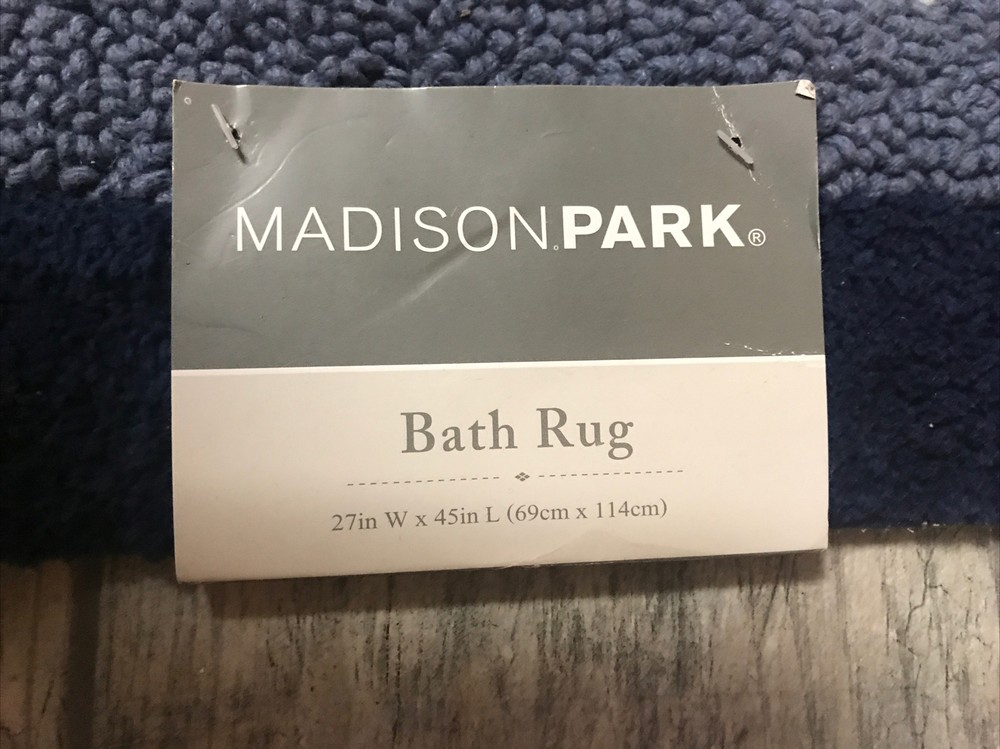 MADISON.PARK®
Bath Rug
27in W x 45in L (69cm x 114cm)